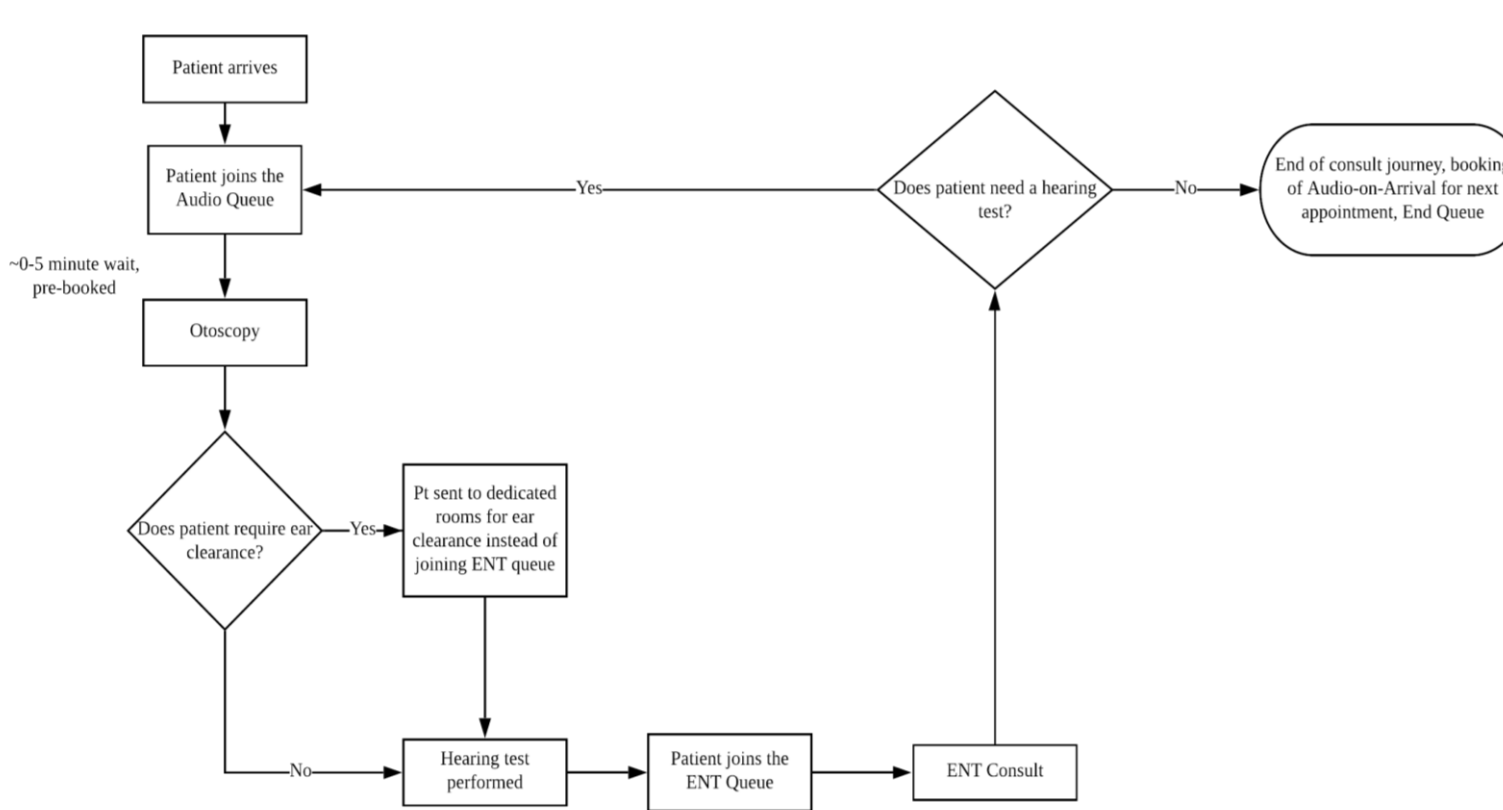 Patient arrives
Patient joins the
Audio Queue
~0-5 minute wait,
pre-booked
Otoscopy
Does patient require ear
clearance?
Yes
Pt sent to dedicated
rooms for ear
clearance instead of
joining ENT queue
No
Hearing test
performed
Patient joins the
ENT Queue
ENT Consult
Does patient need a hearing
test?
Yes
No
End of consult journey, booking
of Audio-on-Arrival for next
appointment, End Queue